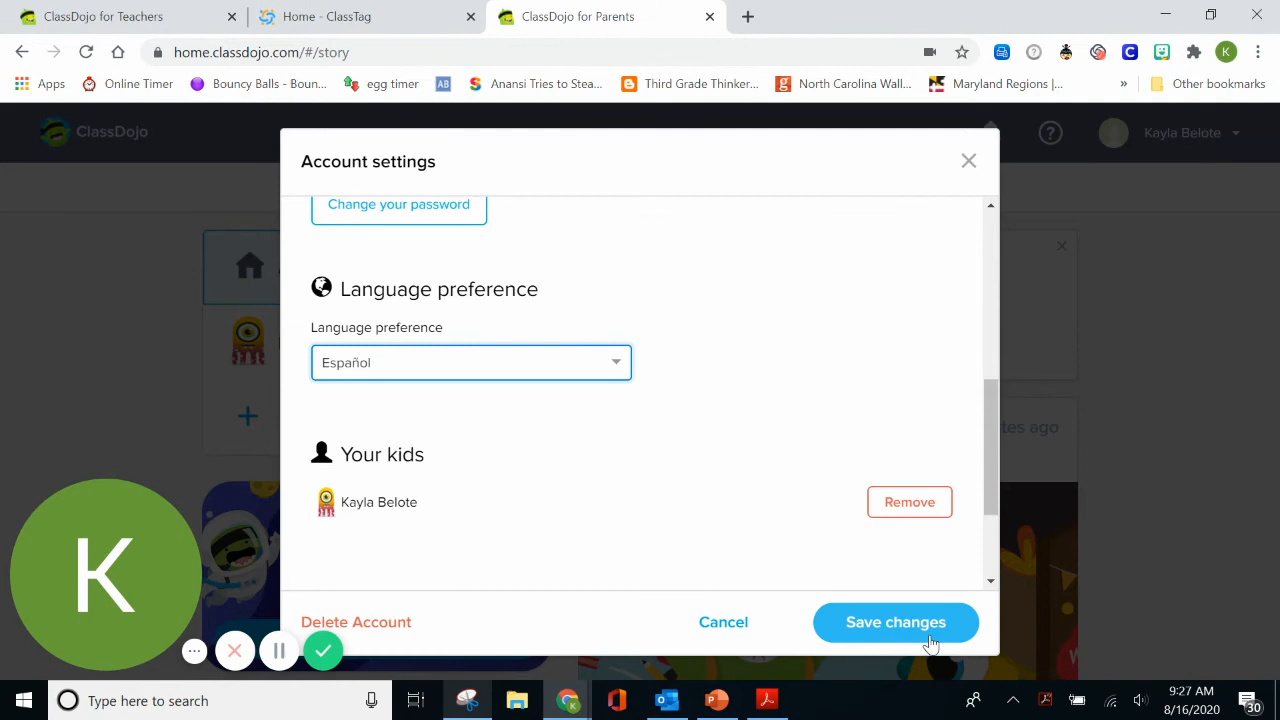 ClassDojo for Teachers
Home - ClassTag
ClassDojo for Parents
home.classdojo.com/#/story
K
Apps
Online Timer
Bouncy Balls - Boun...
egg timer
AB
S
Anansi Tries to Stea...
Third Grade Thinker...
g
North Carolina Wall...
Maryland Regions |...
»
Other bookmarks
ClassDojo
Kayla Belote
Account settings
Change your password
Language preference
Language preference
Español
tes ago
Your kids
Kayla Belote
Remove
K
Delete Account
Cancel
Save changes
Type here to search
9:27 AM
8/16/2020
30